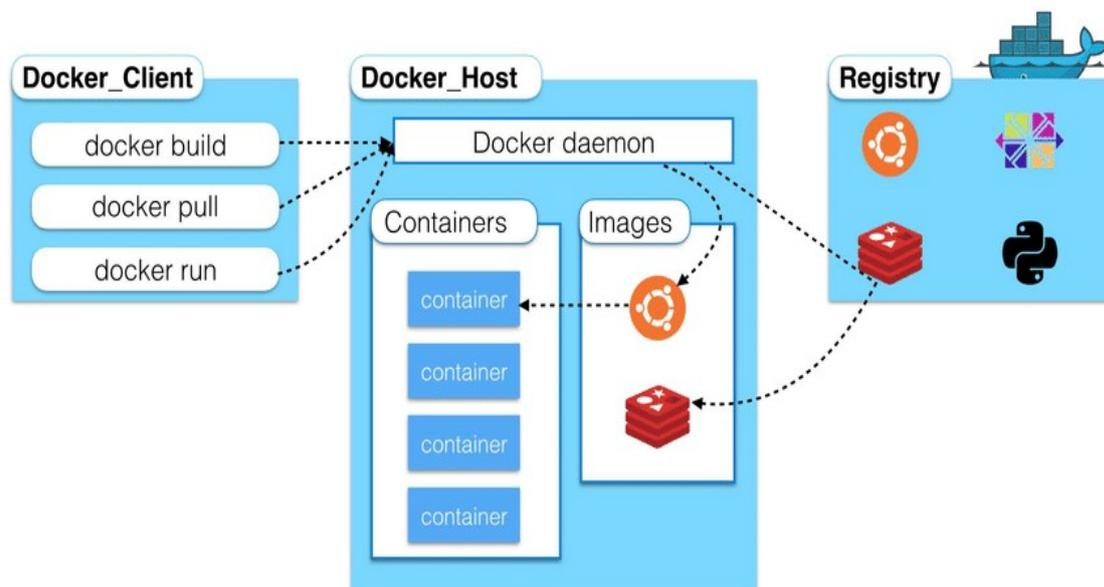 Docker_Client
docker build
docker pull
docker run
Docker_Host
Docker daemon
Containers
container
container
container
container
Images
Registry